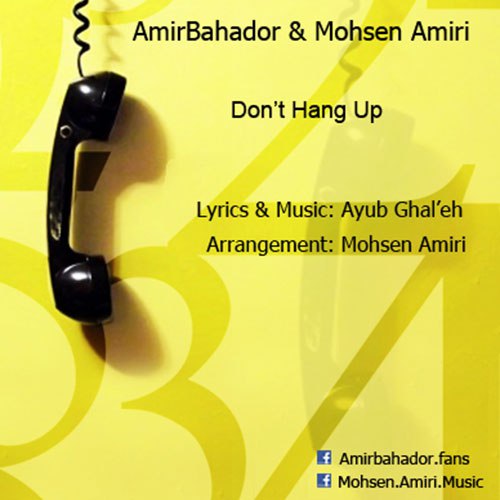 AmirBahador & Mohsen Amiri
Don't Hang Up
Lyrics & Music: Ayub Ghal'eh
Arrangement: Mohsen Amiri
Amirbahador.fans
Mohsen.Amiri.Music